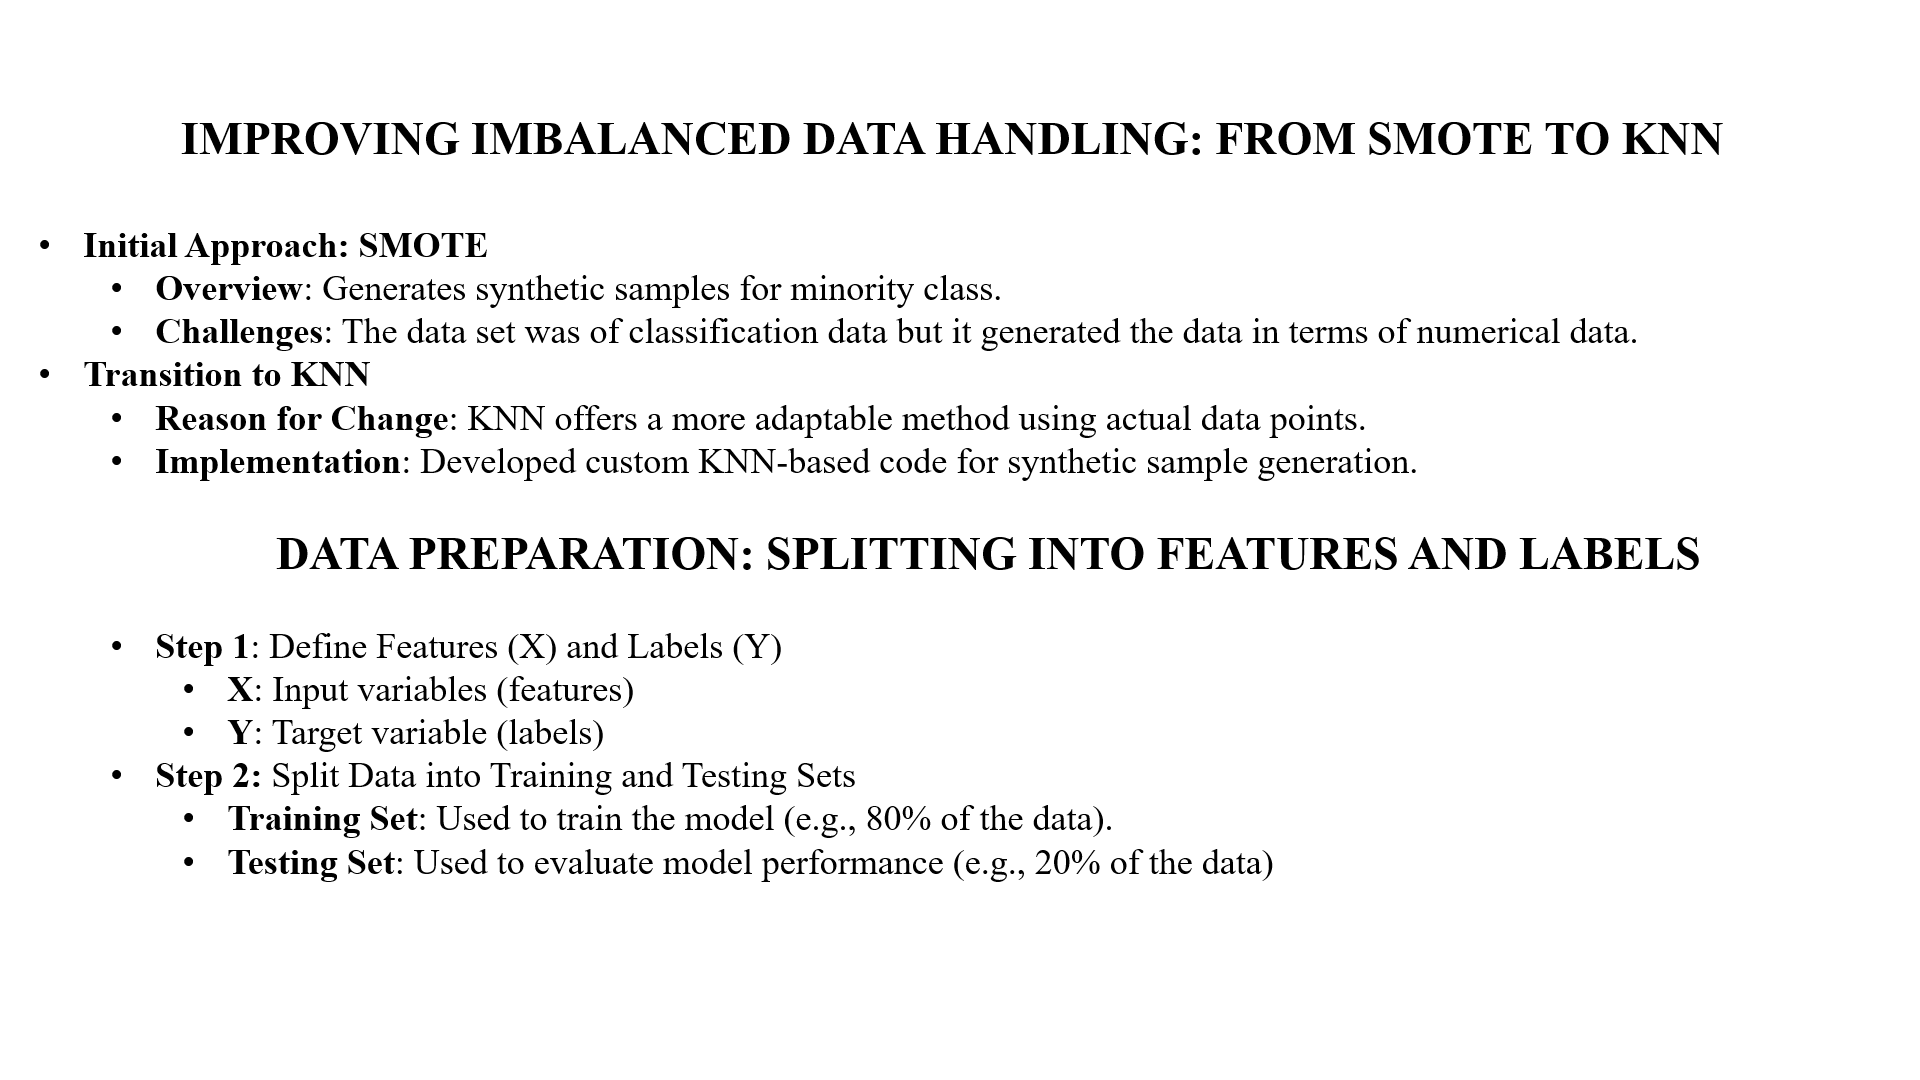 IMPROVING IMBALANCED DATA HANDLING: FROM SMOTE TO KNN
• Initial Approach: SMOTE
• Overview: Generates synthetic samples for minority class.
• Challenges: The data set was of classification data but it generated the data in terms of numerical data.
• Transition to KNN
• Reason for Change: KNN offers a more adaptable method using actual data points.
• Implementation: Developed custom KNN-based code for synthetic sample generation.
DATA PREPARATION: SPLITTING INTO FEATURES AND LABELS
• Step 1: Define Features (X) and Labels (Y)
• X: Input variables (features)
• Y: Target variable (labels)
• Step 2: Split Data into Training and Testing Sets
• Training Set: Used to train the model (e.g., 80% of the data).
• Testing Set: Used to evaluate model performance (e.g., 20% of the data)